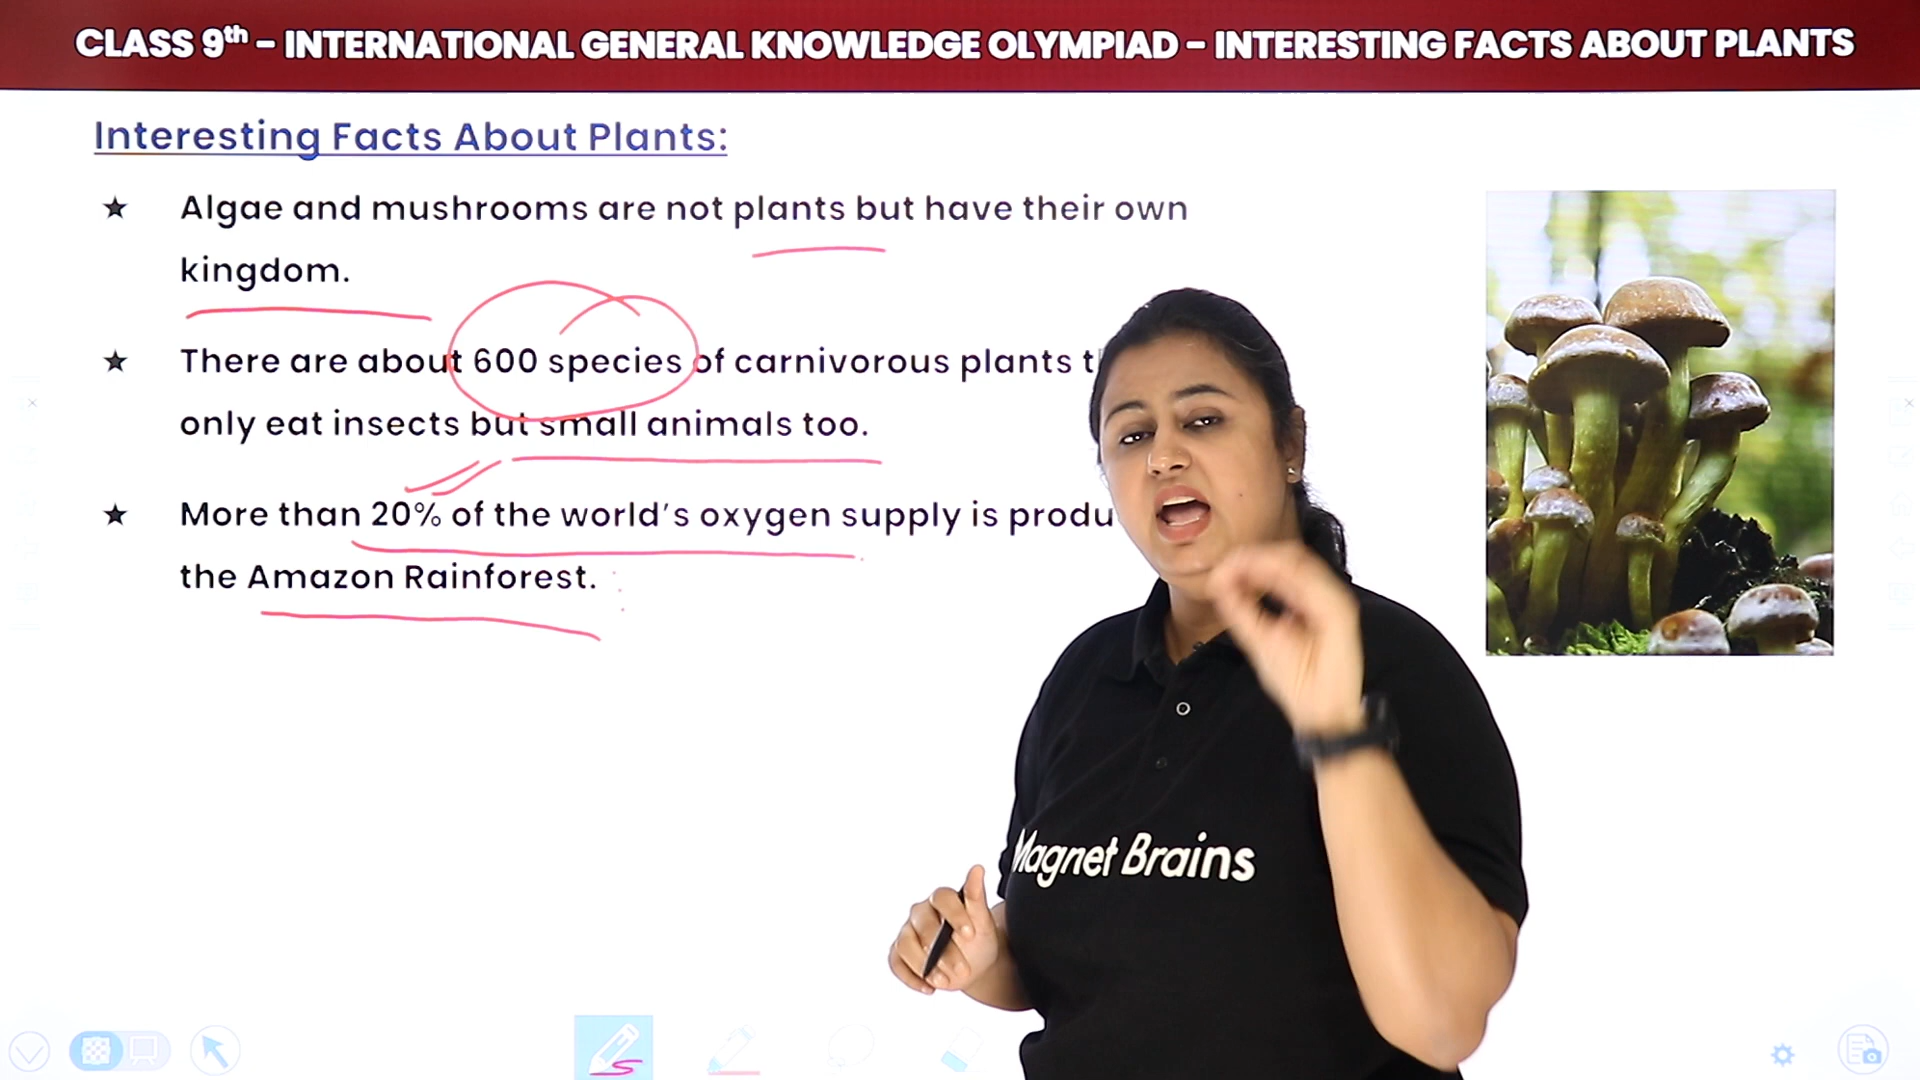 CLASS 9th - INTERNATIONAL GENERAL KNOWLEDGE OLYMPIAD - INTERESTING FACTS ABOUT PLANTS
Interesting Facts About Plants:
★ Algae and mushrooms are not plants but have their own
kingdom.
★ There are about 600 species of carnivorous plants
only eat insects but small animals too.
★ More than 20% of the world's oxygen supply is
the Amazon Rainforest.
Magnet Brains